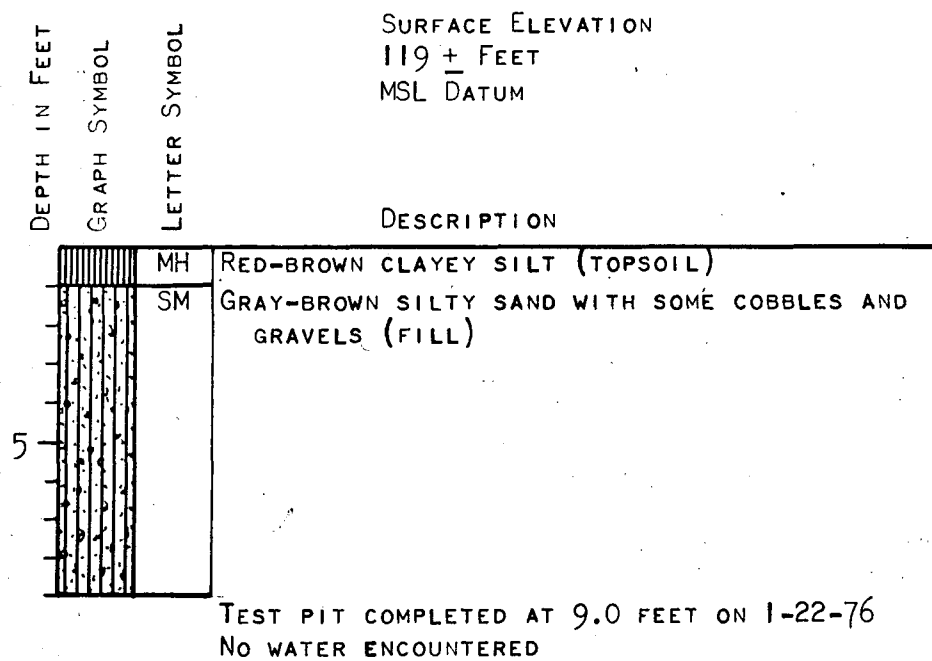 DEPTH IN FEET
GRAPH SYMBOL
LETTER SYMBOL
SURFACE ELEVATION
119 ± FEET
MSL DATUM
DESCRIPTION
MH RED-BROWN CLAYEY SILT (TOPSOIL)
SM GRAY-BROWN SILTY SAND WITH SOME COBBLES AND
GRAVELS (FILL)
5
TEST PIT COMPLETED AT 9.0 FEET ON 1-22-76
NO WATER ENCOUNTERED